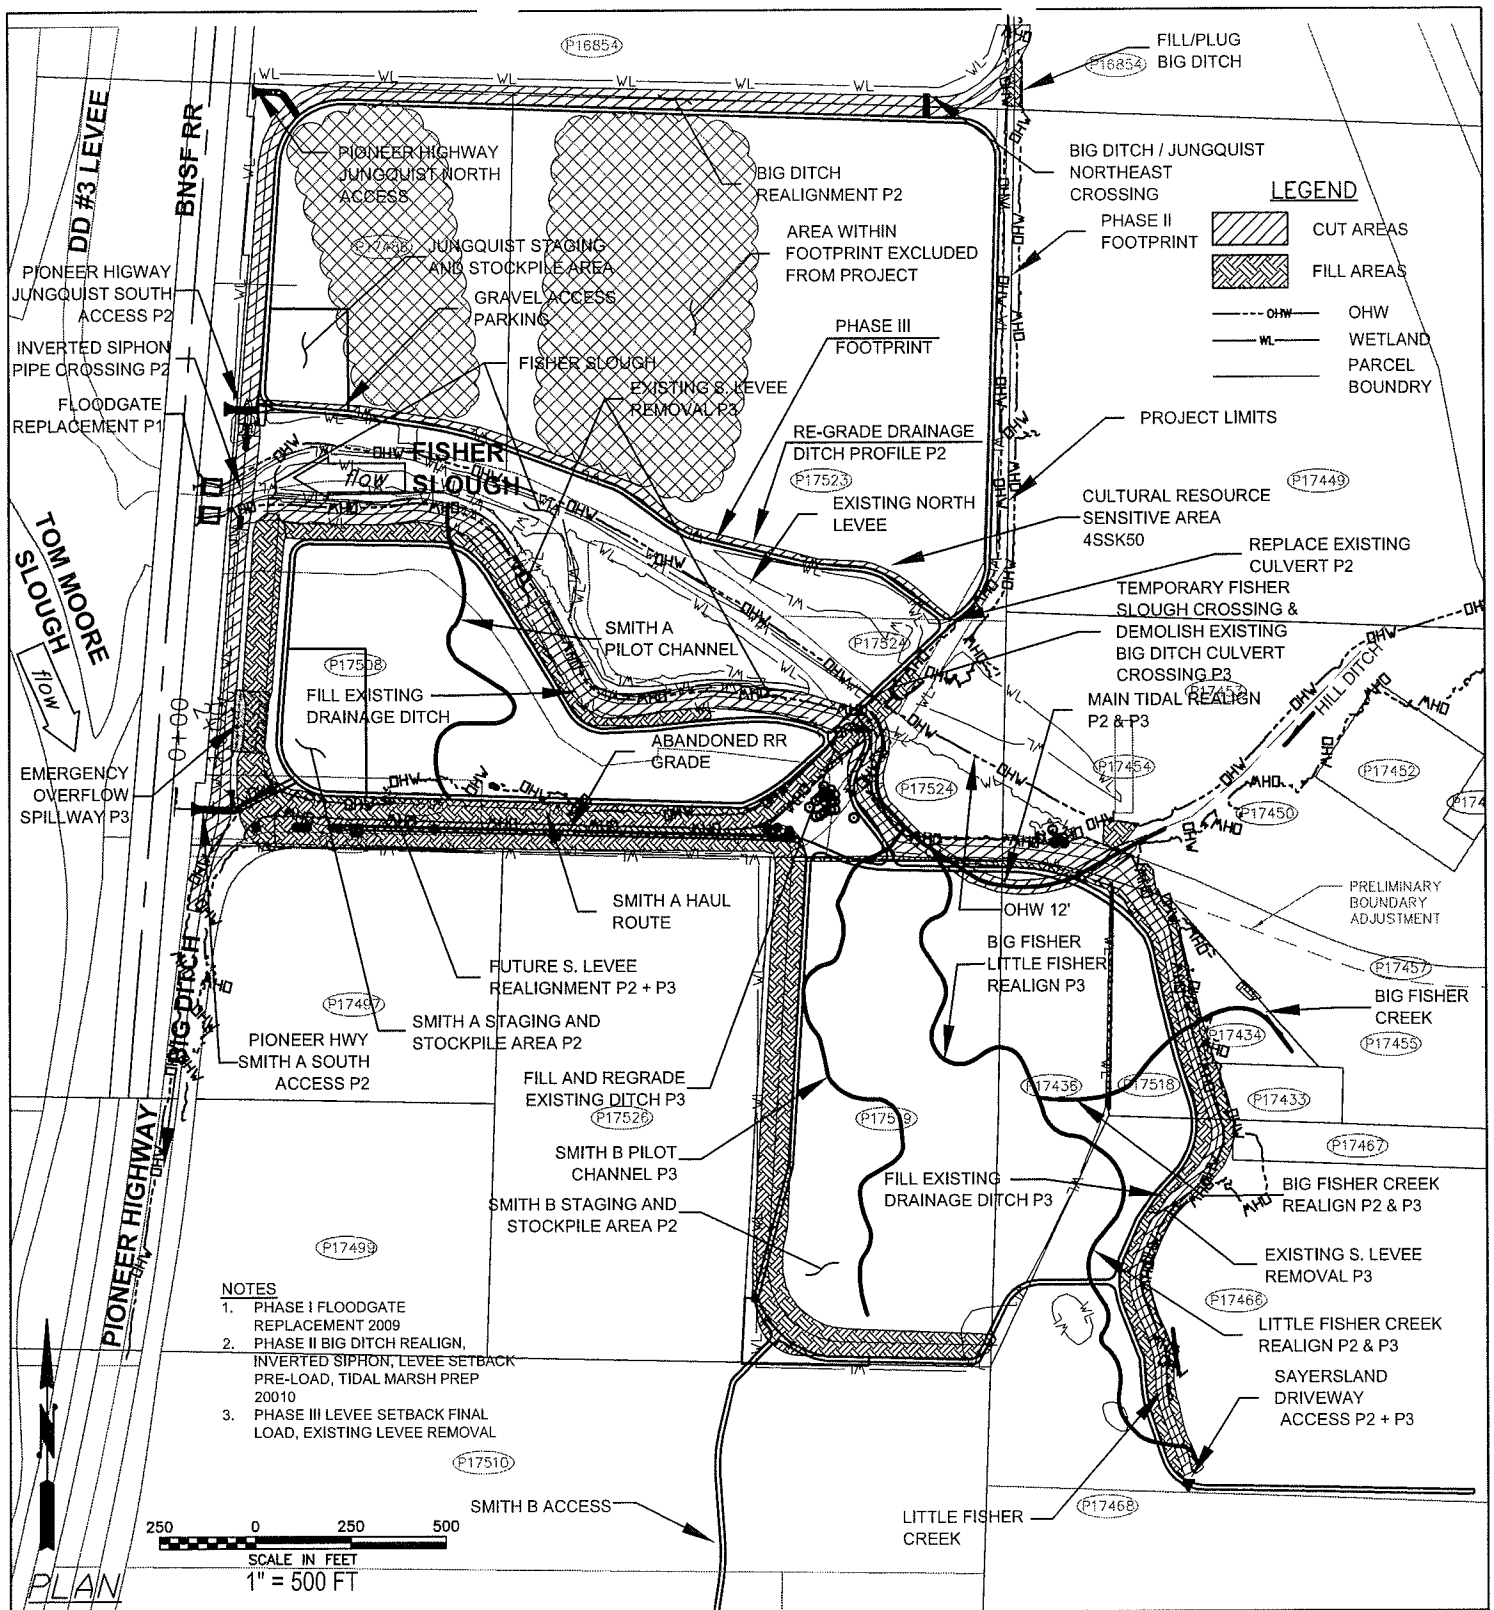 P16854
FILL/PLUG
BIG DITCH
P16854
DD #3 LEVEE
BNSF RR
PIONEER HIGHWAY
JUNGQUIST NORTH
ACCESS
BIG DITCH
REALIGNMENT P2
BIG DITCH / JUNGQUIST
NORTHEAST
CROSSING
LEGEND
CUT AREAS
FILL AREAS
OHW OHW
WL WETLAND
PARCEL
BOUNDRY
PHASE II
FOOTPRINT
JUNGQUIST STAGING
AND STOCKPILE AREA
AREA WITHIN
FOOTPRINT EXCLUDED
FROM PROJECT
PIONEER HIGWAY
JUNGQUIST SOUTH
ACCESS P2
GRAVEL ACCESS
PARKING
PHASE III
FOOTPRINT
INVERTED SIPHON
PIPE CROSSING P2
FISHER SLOUGH
EXISTING S. LEVEE
REMOVAL P3
FLOODGATE
REPLACEMENT P1
PROJECT LIMITS
RE-GRADE DRAINAGE
DITCH PROFILE P2
FISHER
SLOUGH
flow
P17523
P17449
EXISTING NORTH
LEVEE
CULTURAL RESOURCE
SENSITIVE AREA
4SSK50
TOM MOORE
SLOUGH
flow
REPLACE EXISTING
CULVERT P2
TEMPORARY FISHER
SLOUGH CROSSING &
DEMOLISH EXISTING
BIG DITCH CULVERT
CROSSING P3
SMITH A
PILOT CHANNEL
P17524
P17508
FILL EXISTING
DRAINAGE DITCH
MAIN TIDAL REALIGN
P2 & P3
HILL DITCH
0+00
ABANDONED RR
GRADE
EMERGENCY
OVERFLOW
SPILLWAY P3
P17454
P17452
P17524
P17450
SMITH A HAUL
ROUTE
OHW 12'
PRELIMINARY
BOUNDARY
ADJUSTMENT
BIG DITCH
FUTURE S. LEVEE
REALIGNMENT P2 + P3
BIG FISHER
LITTLE FISHER
REALIGN P3
P17457
P17497
BIG FISHER
CREEK
SMITH A STAGING AND
STOCKPILE AREA P2
PIONEER HWY
SMITH A SOUTH
ACCESS P2
P17434
P17455
FILL AND REGRADE
EXISTING DITCH P3
P17518
P17433
P17526
P17467
PIONEER HIGHWAY
SMITH B PILOT
CHANNEL P3
FILL EXISTING
DRAINAGE DITCH P3
BIG FISHER CREEK
REALIGN P2 & P3
SMITH B STAGING AND
STOCKPILE AREA P2
P17499
EXISTING S. LEVEE
REMOVAL P3
P17466
NOTES
1. PHASE I FLOODGATE
REPLACEMENT 2009
2. PHASE II BIG DITCH REALIGN,
INVERTED SIPHON, LEVEE SETBACK
PRE-LOAD, TIDAL MARSH PREP
20010
3. PHASE III LEVEE SETBACK FINAL
LOAD, EXISTING LEVEE REMOVAL
LITTLE FISHER CREEK
REALIGN P2 & P3
SAYERSLAND
DRIVEWAY
ACCESS P2 + P3
P17510
SMITH B ACCESS
P17468
LITTLE FISHER
CREEK
N
250 0 250 500
SCALE IN FEET
1" = 500 FT
PLAN